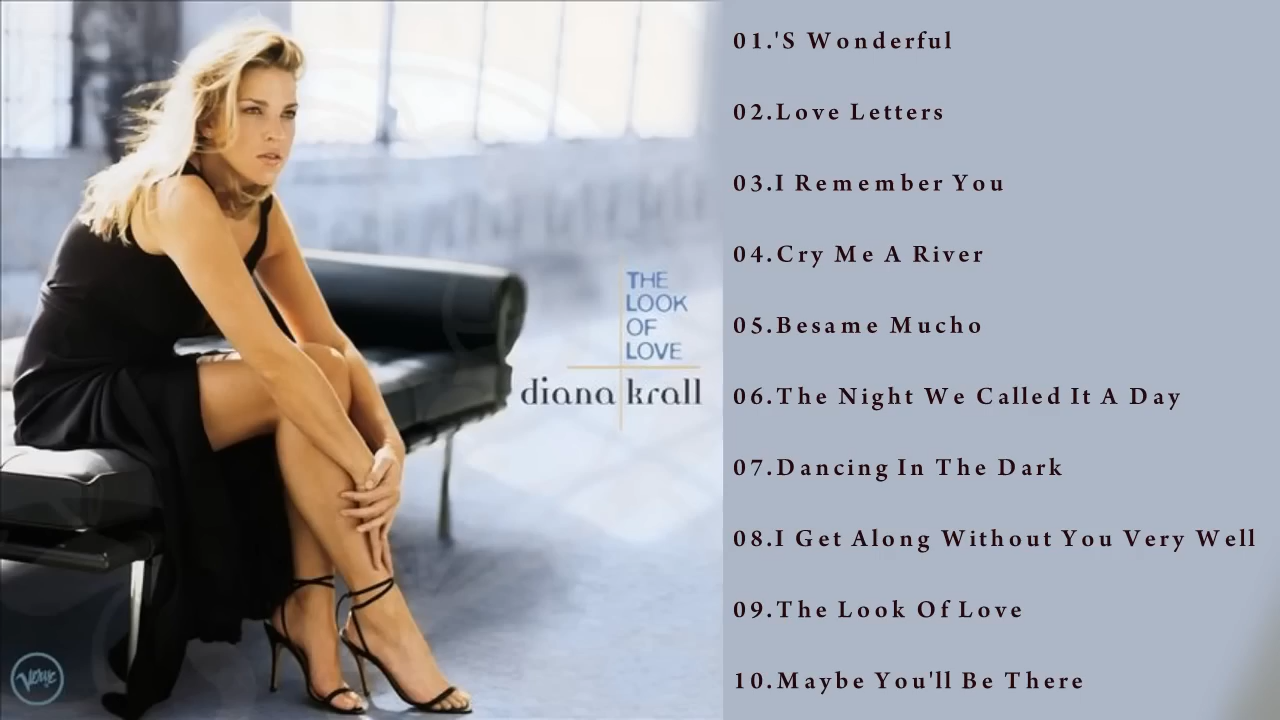 THE
LOOK
OF
LOVE
diana krall
Verve
01.'S Wonderful
02.Love Letters
03.I Remember You
04.Cry Me A River
05.Besame Mucho
06.The Night We Called It A Day
07.Dancing In The Dark
08.I Get Along Without You Very Well
09.The Look Of Love
10.Maybe You'll Be There